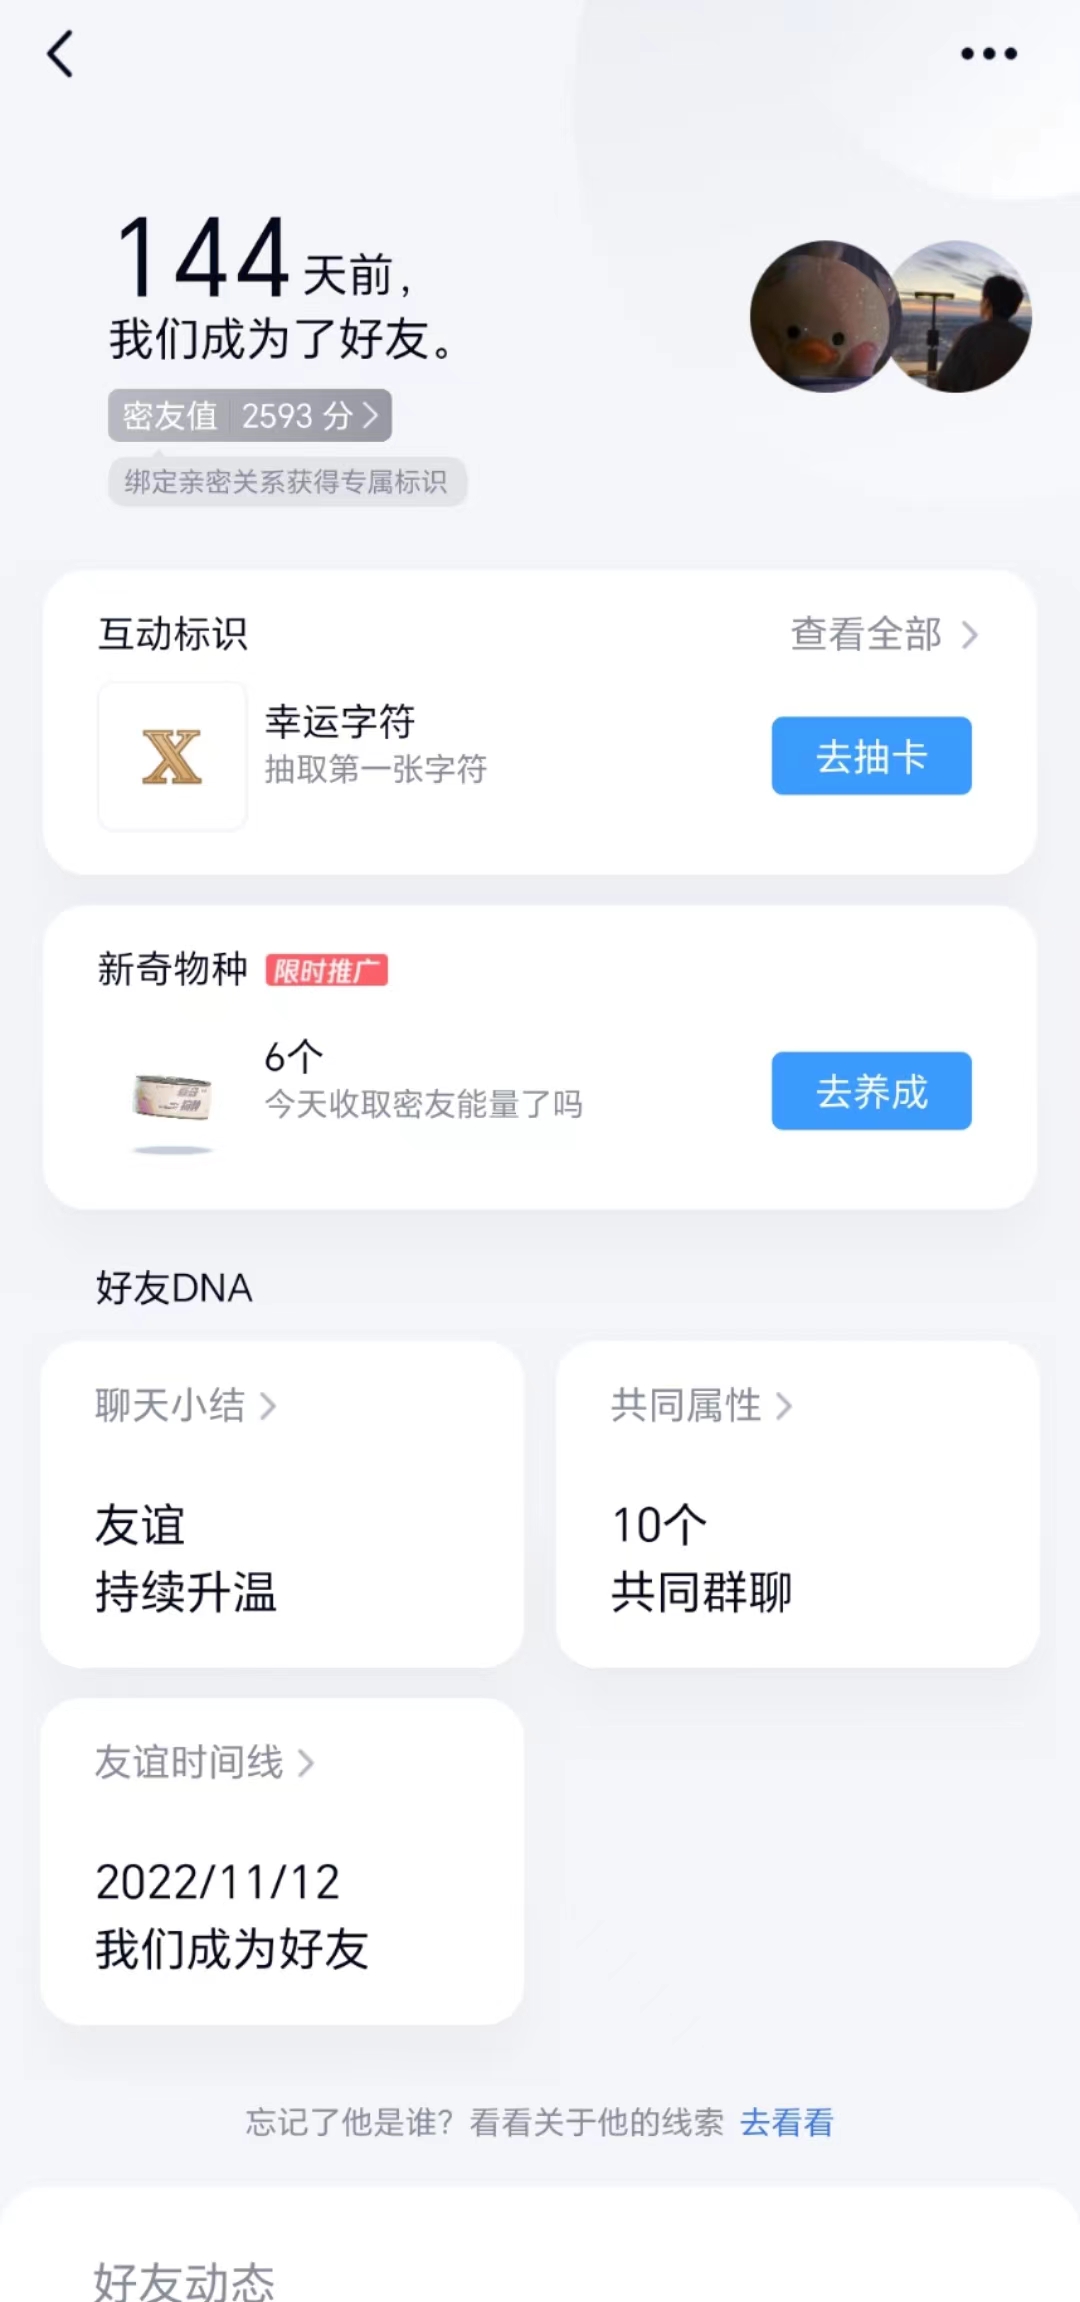 144天前，
我们成为了好友。
密友值 2593 分
绑定亲密关系获得专属标识
互动标识
查看全部
X
幸运字符
抽取第一张字符
去抽卡
新奇物种
限时推广
6个
今天收取密友能量了吗
去养成
好友DNA
聊天小结
共同属性
友谊
持续升温
10个
共同群聊
友谊时间线
2022/11/12
我们成为好友
忘记了他是谁？看看关于他的线索 去看看
好友动态